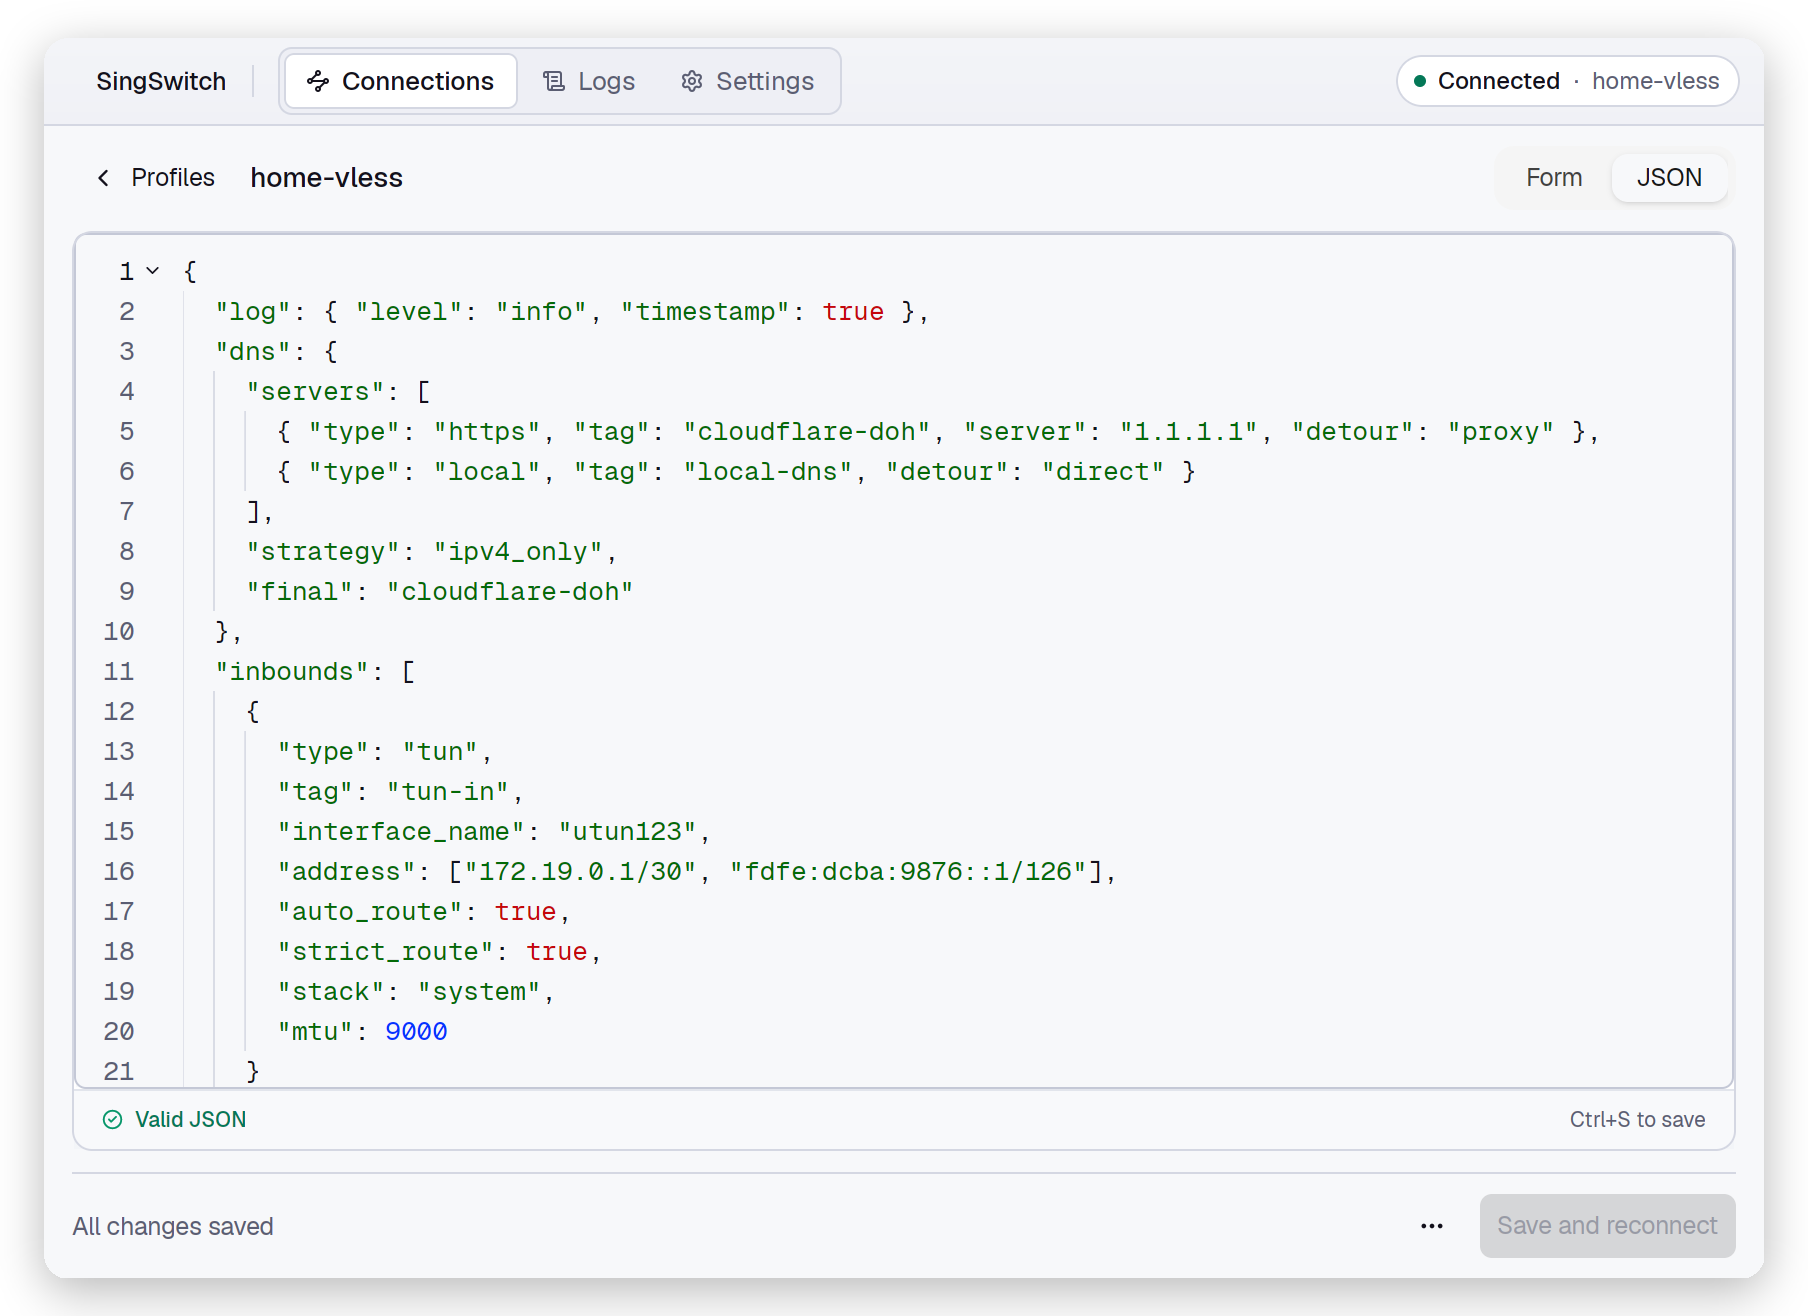 SingSwitch
Connections
Logs
Settings
Connected · home-vless
Profiles
home-vless
Form
JSON
1 {
2   "log": { "level": "info", "timestamp": true },
3   "dns": {
4     "servers": [
5       { "type": "https", "tag": "cloudflare-doh", "server": "1.1.1.1", "detour": "proxy" },
6       { "type": "local", "tag": "local-dns", "detour": "direct" }
7     ],
8     "strategy": "ipv4_only",
9     "final": "cloudflare-doh"
10   },
11   "inbounds": [
12     {
13       "type": "tun",
14       "tag": "tun-in",
15       "interface_name": "utun123",
16       "address": ["172.19.0.1/30", "fdfe:dcba:9876::1/126"],
17       "auto_route": true,
18       "strict_route": true,
19       "stack": "system",
20       "mtu": 9000
21     }
Valid JSON
Ctrl+S to save
All changes saved
Save and reconnect